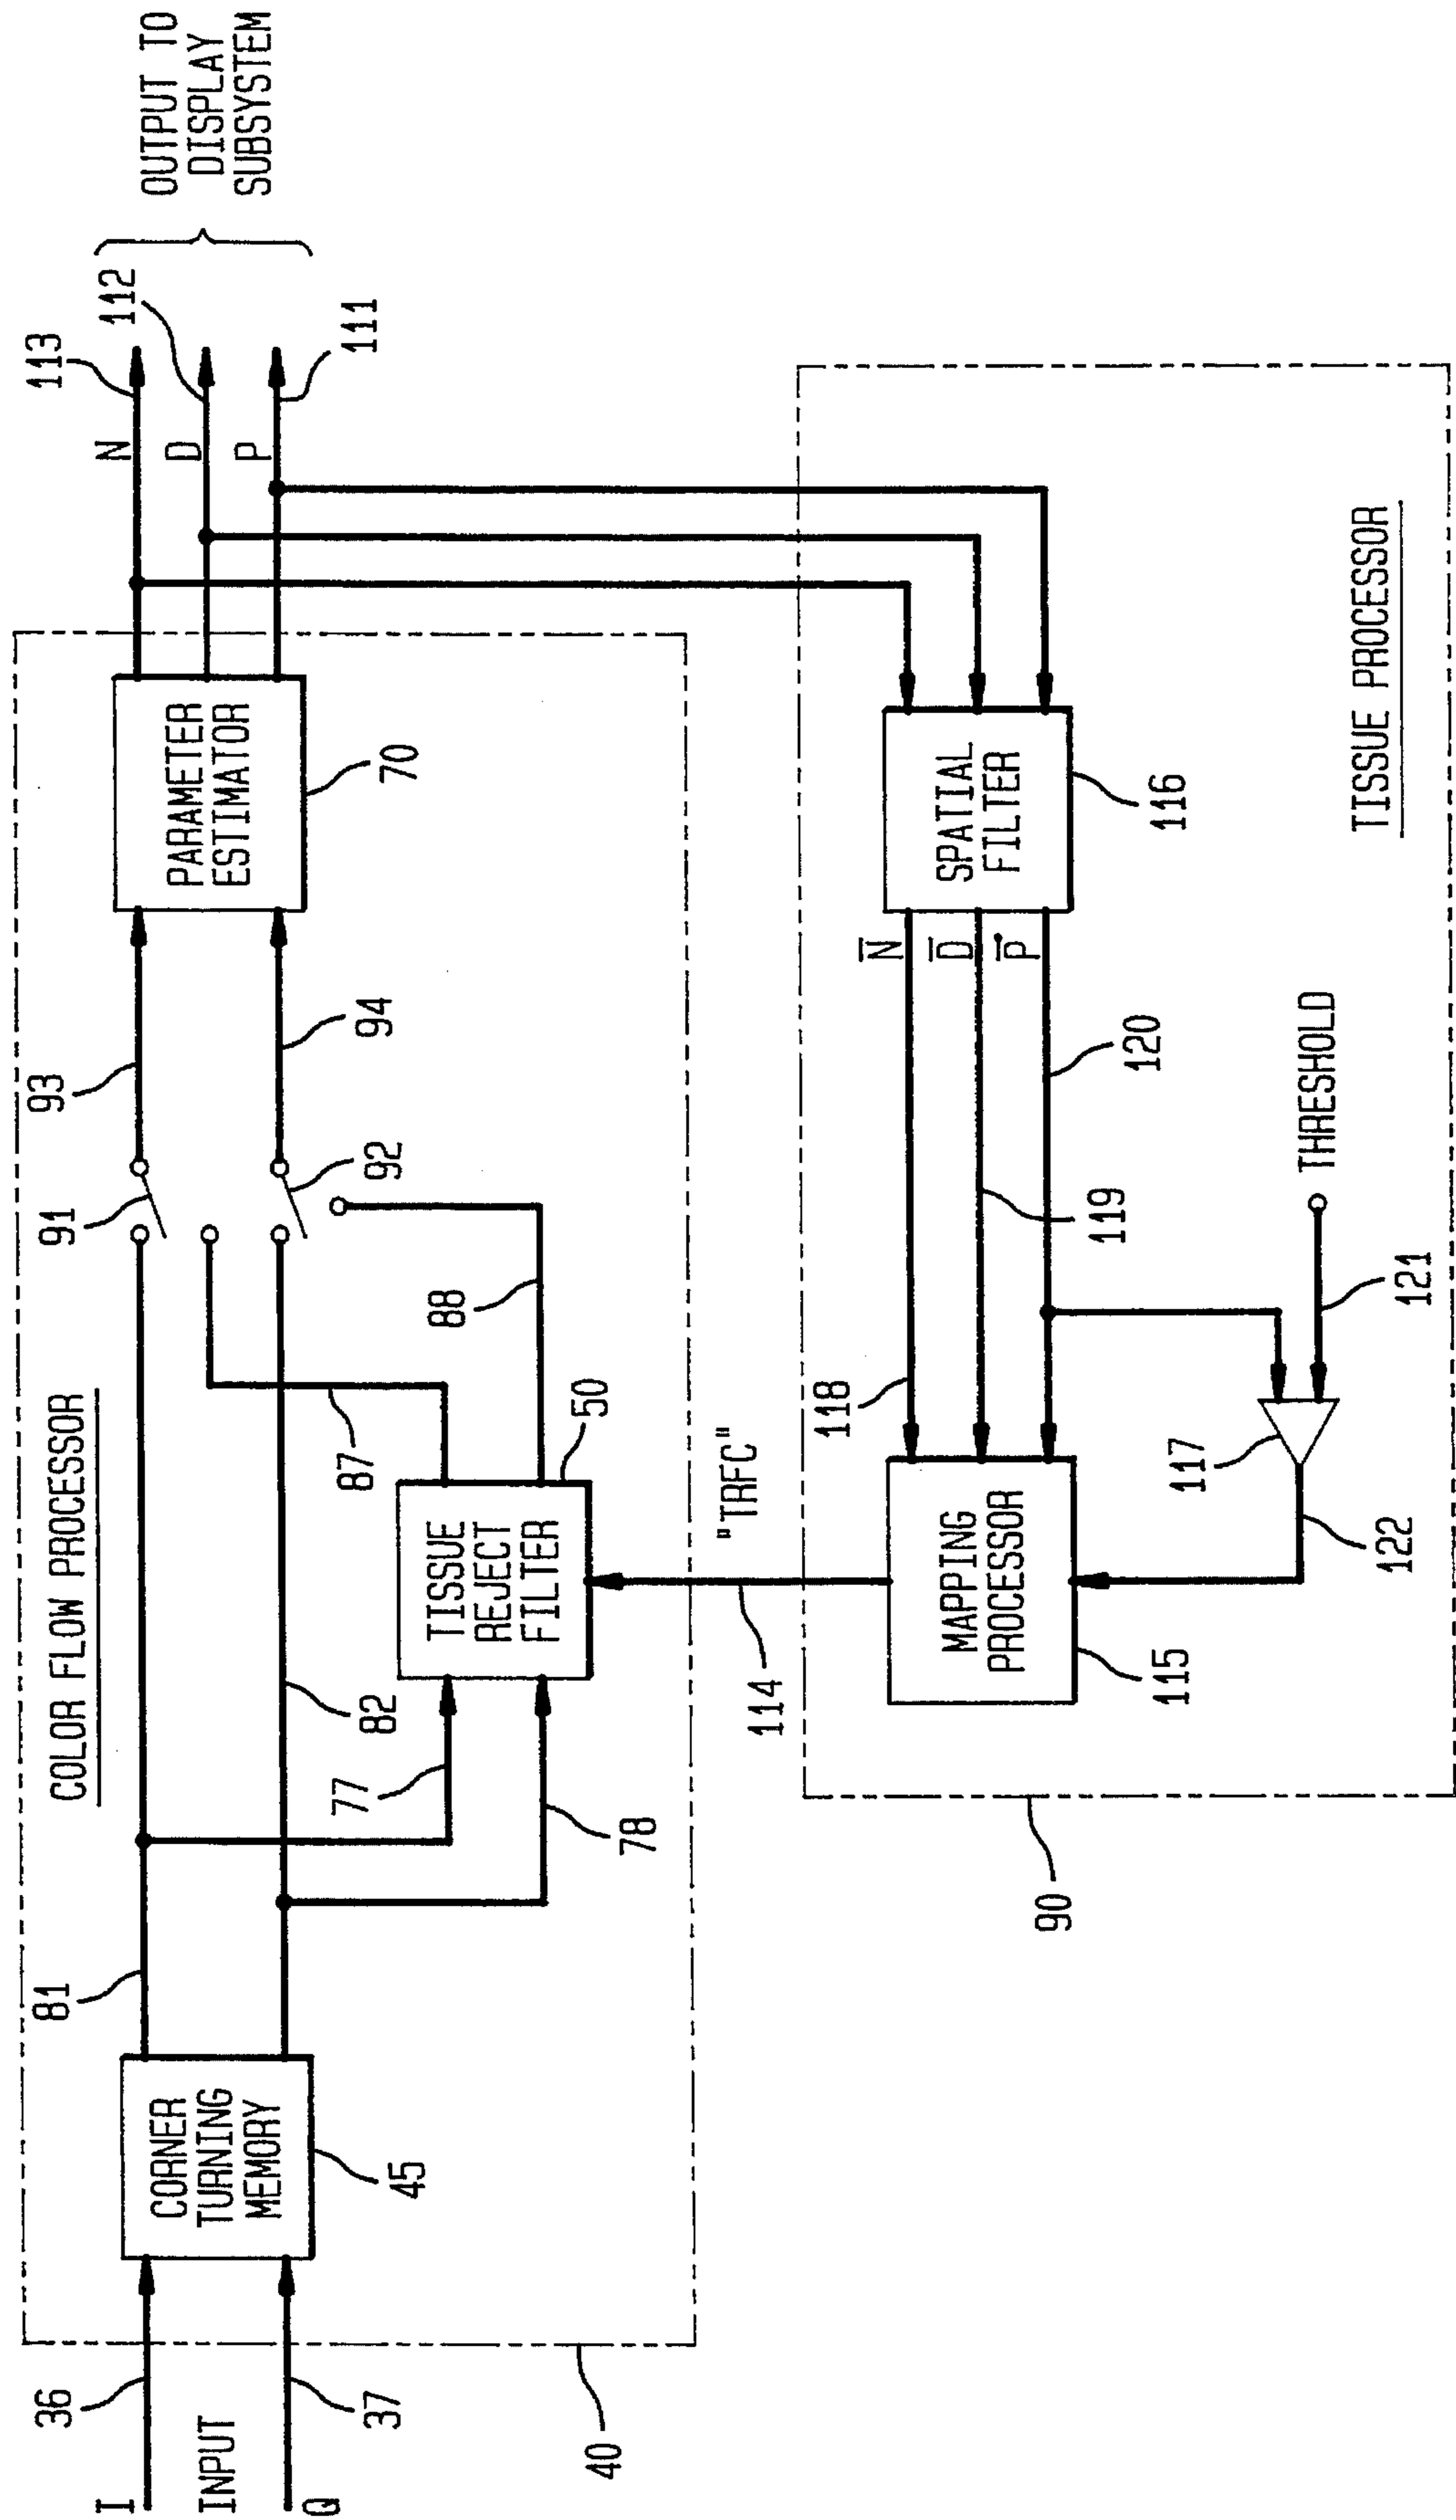 OUTPUT TO
DISPLAY
SUBSYSTEM
113
112
111
N
D
P
COLOR FLOW PROCESSOR
PARAMETER
ESTIMATOR
70
93
94
91
92
88
87
TISSUE
REJECT
FILTER
50
82
77
78
81
CORNER
TURNING
MEMORY
45
36
I
INPUT
Q
37
40
TISSUE PROCESSOR
SPATIAL
FILTER
116
N̅
D̅
P̅
120
119
118
THRESHOLD
121
117
122
MAPPING
PROCESSOR
115
"TRFC"
114
90